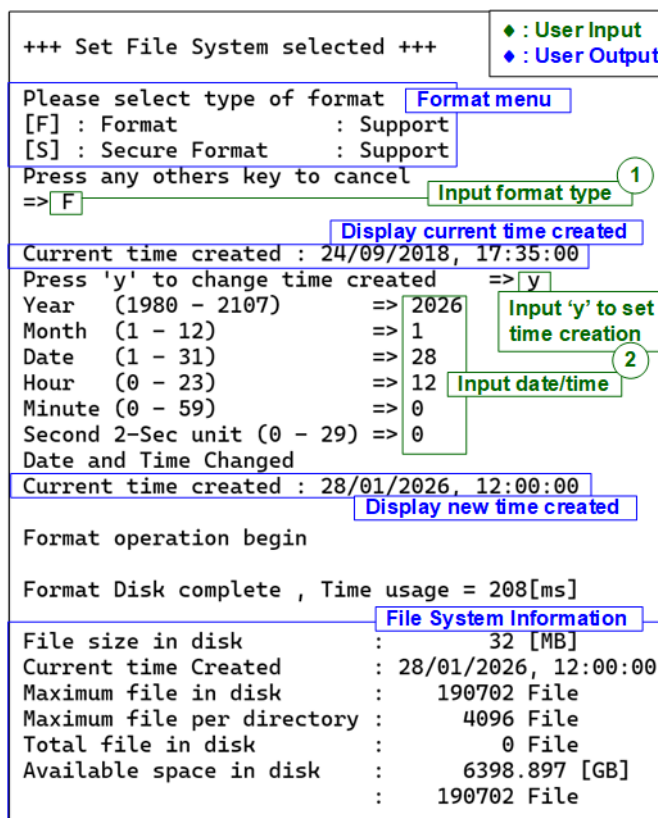 +++ Set File System selected +++
♦ : User Input
♦ : User Output
Please select type of format
Format menu
[F] : Format : Support
[S] : Secure Format : Support
Press any others key to cancel
1
=> F
Input format type
Display current time created
Current time created : 24/09/2018, 17:35:00
Press 'y' to change time created => y
Year (1980 - 2107) => 2026
Input ‘y’ to set
time creation
Month (1 - 12) => 1
Date (1 - 31) => 28
2
Hour (0 - 23) => 12
Input date/time
Minute (0 - 59) => 0
Second 2-Sec unit (0 - 29) => 0
Date and Time Changed
Current time created : 28/01/2026, 12:00:00
Display new time created
Format operation begin
Format Disk complete , Time usage = 208[ms]
File System Information
File size in disk : 32 [MB]
Current time Created : 28/01/2026, 12:00:00
Maximum file in disk : 190702 File
Maximum file per directory : 4096 File
Total file in disk : 0 File
Available space in disk : 6398.897 [GB]
: 190702 File